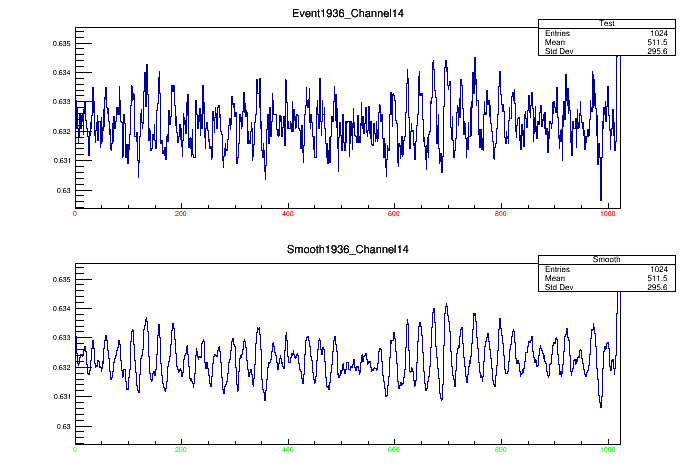 Event1936_Channel14
Test
Entries 1024
Mean 511.5
Std Dev 295.6
0.635
0.634
0.633
0.632
0.631
0.63
0 200 400 600 800 1000
Smooth1936_Channel14
Smooth
Entries 1024
Mean 511.5
Std Dev 295.6
0.635
0.634
0.633
0.632
0.631
0.63
0 200 400 600 800 1000